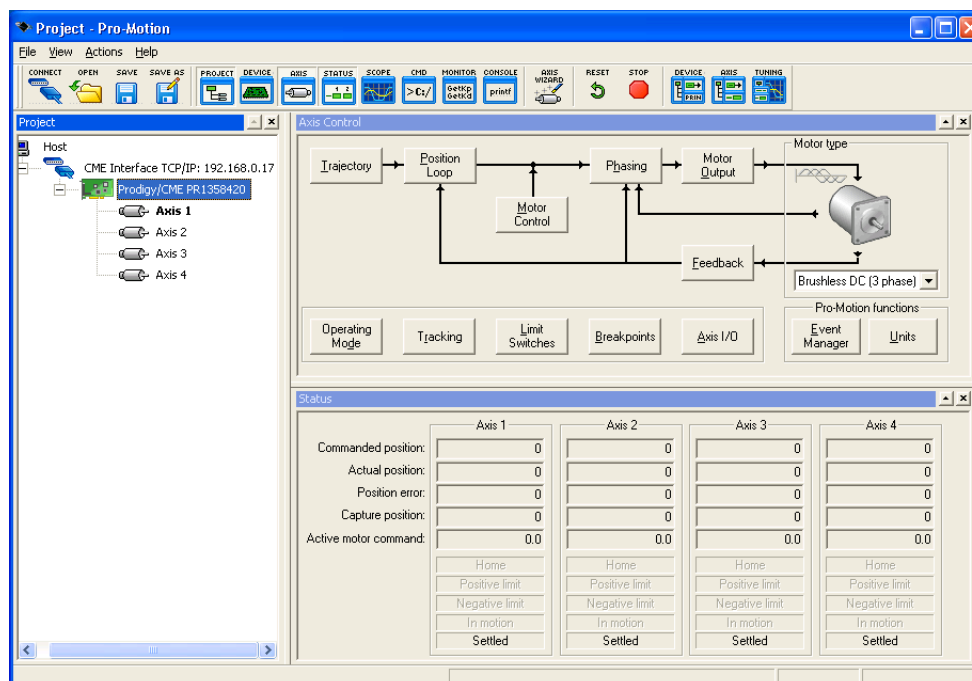 Project - Pro-Motion
File View Actions Help
CONNECT OPEN SAVE SAVE AS PROJECT DEVICE AXIS STATUS SCOPE CMD MONITOR CONSOLE AXIS WIZARD RESET STOP DEVICE AXIS TUNING
1 2
>C:/
GetKp
GetKd
printf
PRIM
Project
Host
CME Interface TCP/IP: 192.168.0.17
Prodigy/CME PR1358420
Axis 1
Axis 2
Axis 3
Axis 4
Axis Control
Trajectory
Position Loop
Phasing
Motor Output
Motor Control
Feedback
Motor type
Brushless DC (3 phase)
Operating Mode
Tracking
Limit Switches
Breakpoints
Axis I/O
Pro-Motion functions
Event Manager
Units
Status
Axis 1 Axis 2 Axis 3 Axis 4
Commanded position: 0 0 0 0
Actual position: 0 0 0 0
Position error: 0 0 0 0
Capture position: 0 0 0 0
Active motor command: 0.0 0.0 0.0 0.0
Home Home Home Home
Positive limit Positive limit Positive limit Positive limit
Negative limit Negative limit Negative limit Negative limit
In motion In motion In motion In motion
Settled Settled Settled Settled